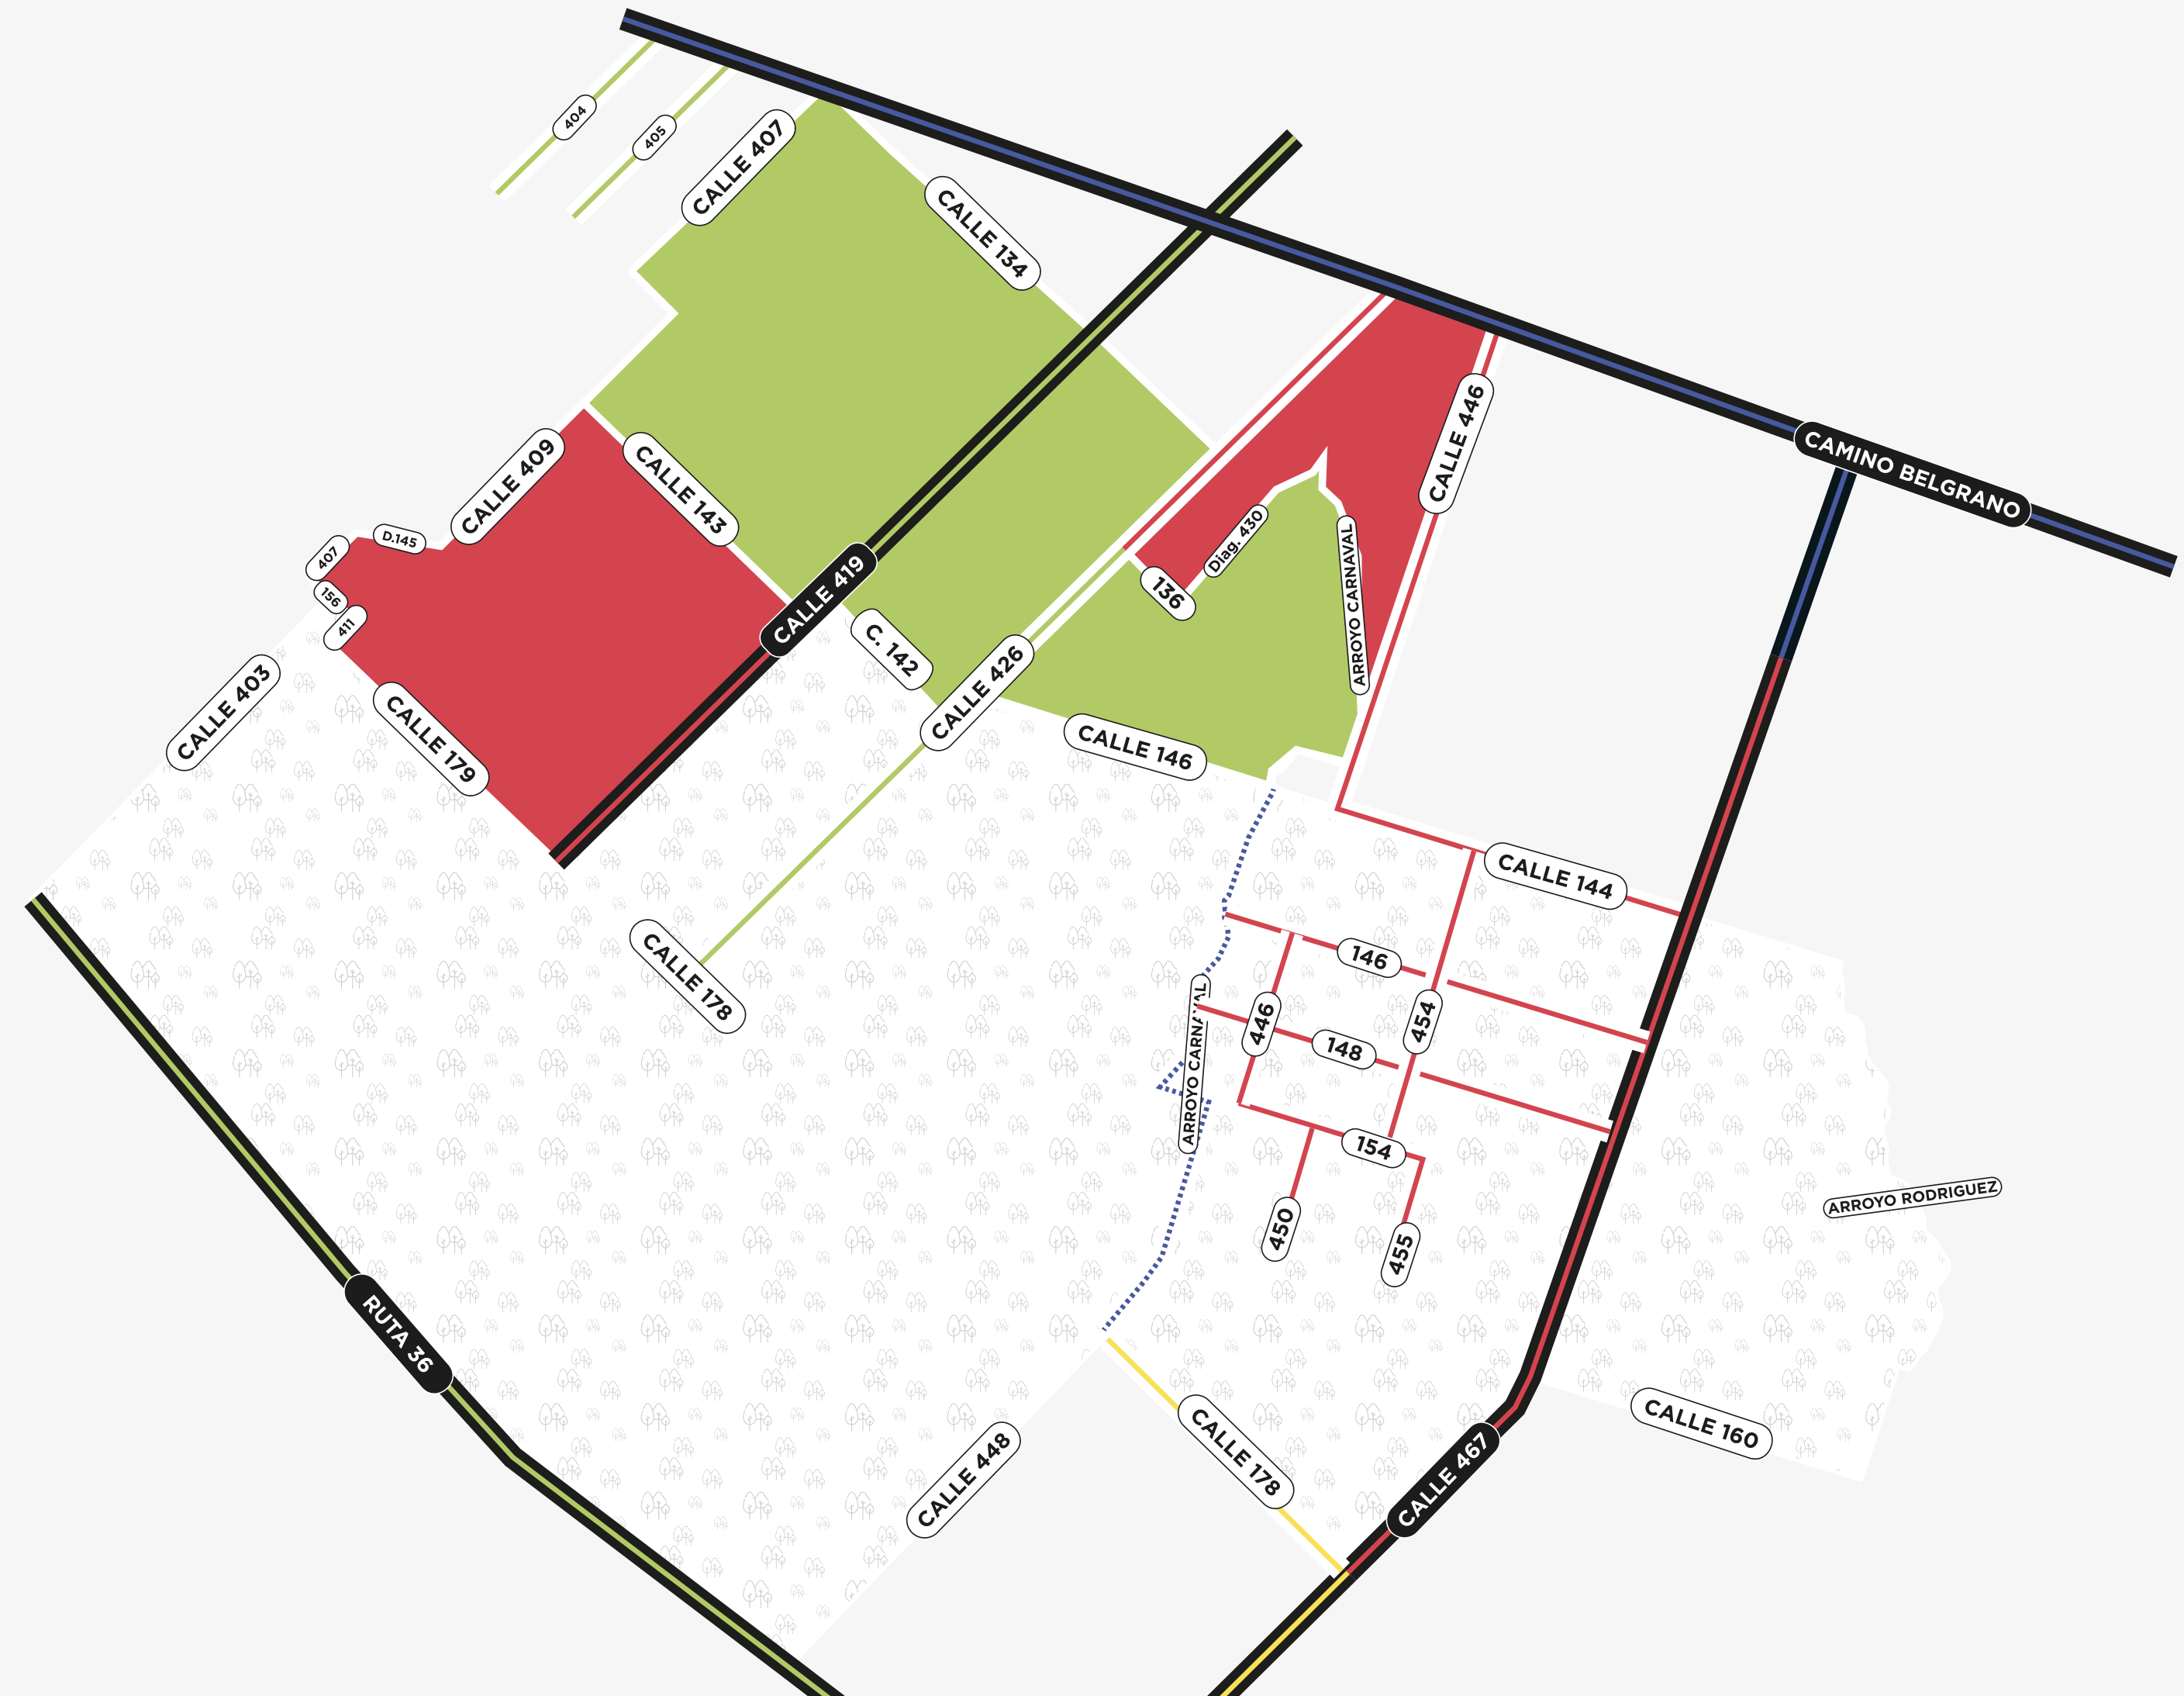 404
405
CALLE 407
CALLE 134
CALLE 446
CAMINO BELGRANO
CALLE 409
CALLE 143
D.145
407
156
411
Diag. 430
136
ARROYO CARNAVAL
CALLE 419
C. 142
CALLE 426
CALLE 403
CALLE 179
CALLE 146
CALLE 144
CALLE 178
146
446
454
148
ARROYO CARNAVAL
154
450
455
ARROYO RODRIGUEZ
RUTA 36
CALLE 448
CALLE 178
CALLE 467
CALLE 160